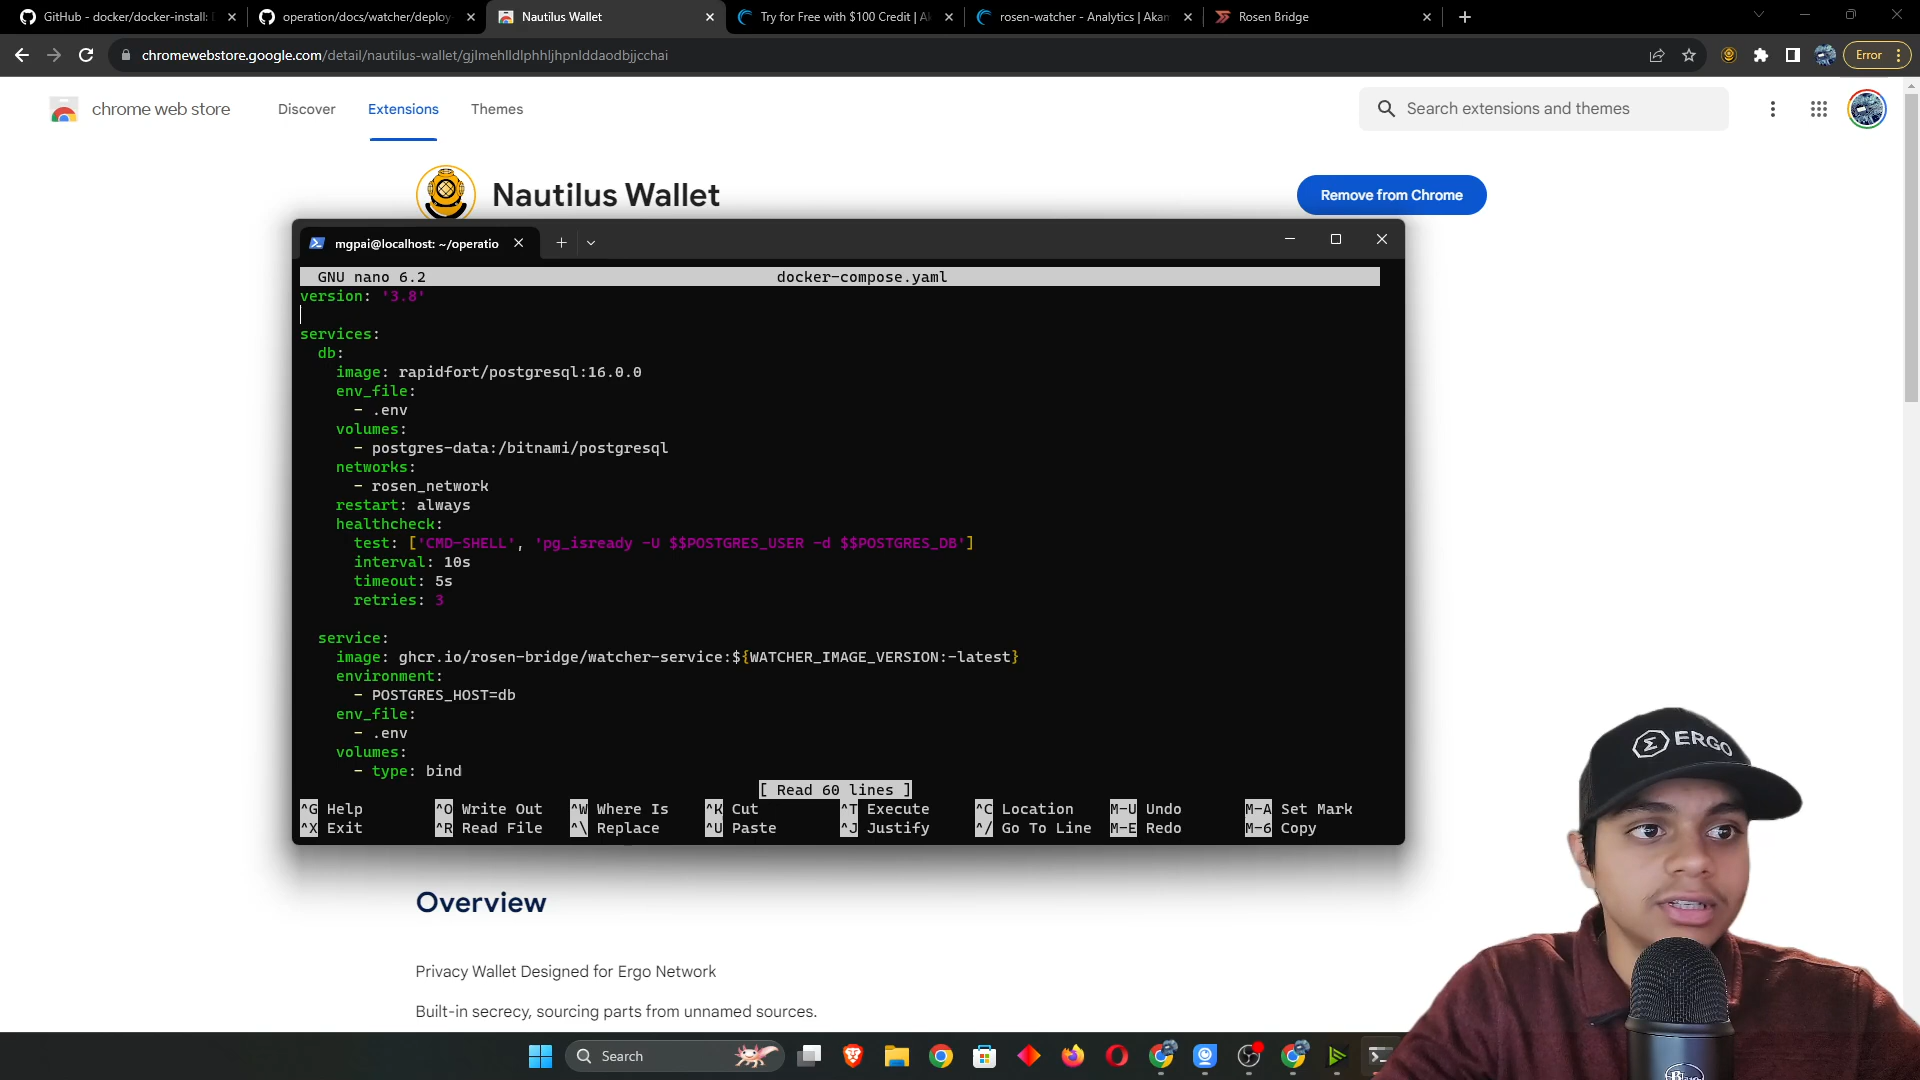 GitHub - docker/docker-install:
operation/docs/watcher/deploy
Nautilus Wallet
Try for Free with $100 Credit | Ak
rosen-watcher - Analytics | Akam
Rosen Bridge
chromewebstore.google.com/detail/nautilus-wallet/gjlmehlldlphhljhpnlddaodbjjcchai
Error
chrome web store
Discover
Extensions
Themes
Search extensions and themes
Nautilus Wallet
Remove from Chrome
mgpai@localhost: ~/operatio
GNU nano 6.2 docker-compose.yaml
version: '3.8'
services:
db:
image: rapidfort/postgresql:16.0.0
env_file:
- .env
volumes:
- postgres-data:/bitnami/postgresql
networks:
- rosen_network
restart: always
healthcheck:
test: ['CMD-SHELL', 'pg_isready -U $$POSTGRES_USER -d $$POSTGRES_DB']
interval: 10s
timeout: 5s
retries: 3
service:
image: ghcr.io/rosen-bridge/watcher-service:${WATCHER_IMAGE_VERSION:-latest}
environment:
- POSTGRES_HOST=db
env_file:
- .env
volumes:
- type: bind
[ Read 60 lines ]
^G Help ^O Write Out ^W Where Is ^K Cut ^T Execute ^C Location M-U Undo M-A Set Mark
^X Exit ^R Read File ^\ Replace ^U Paste ^J Justify ^/ Go To Line M-E Redo M-6 Copy
Overview
Privacy Wallet Designed for Ergo Network
Built-in secrecy, sourcing parts from unnamed sources.
Search
Σ ERGO